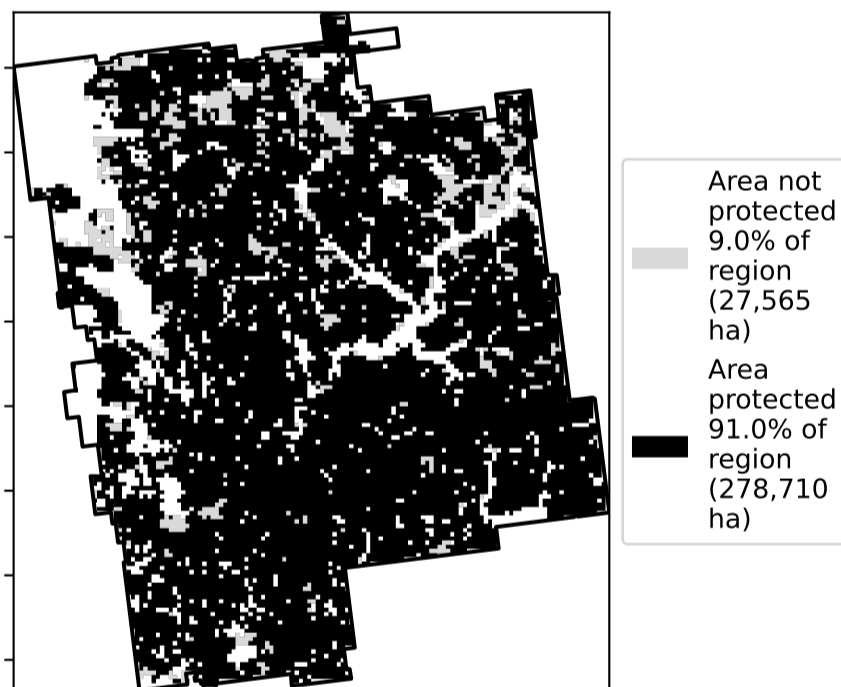 Area not
protected
9.0% of
region
(27,565
ha)
Area
protected
91.0% of
region
(278,710
ha)